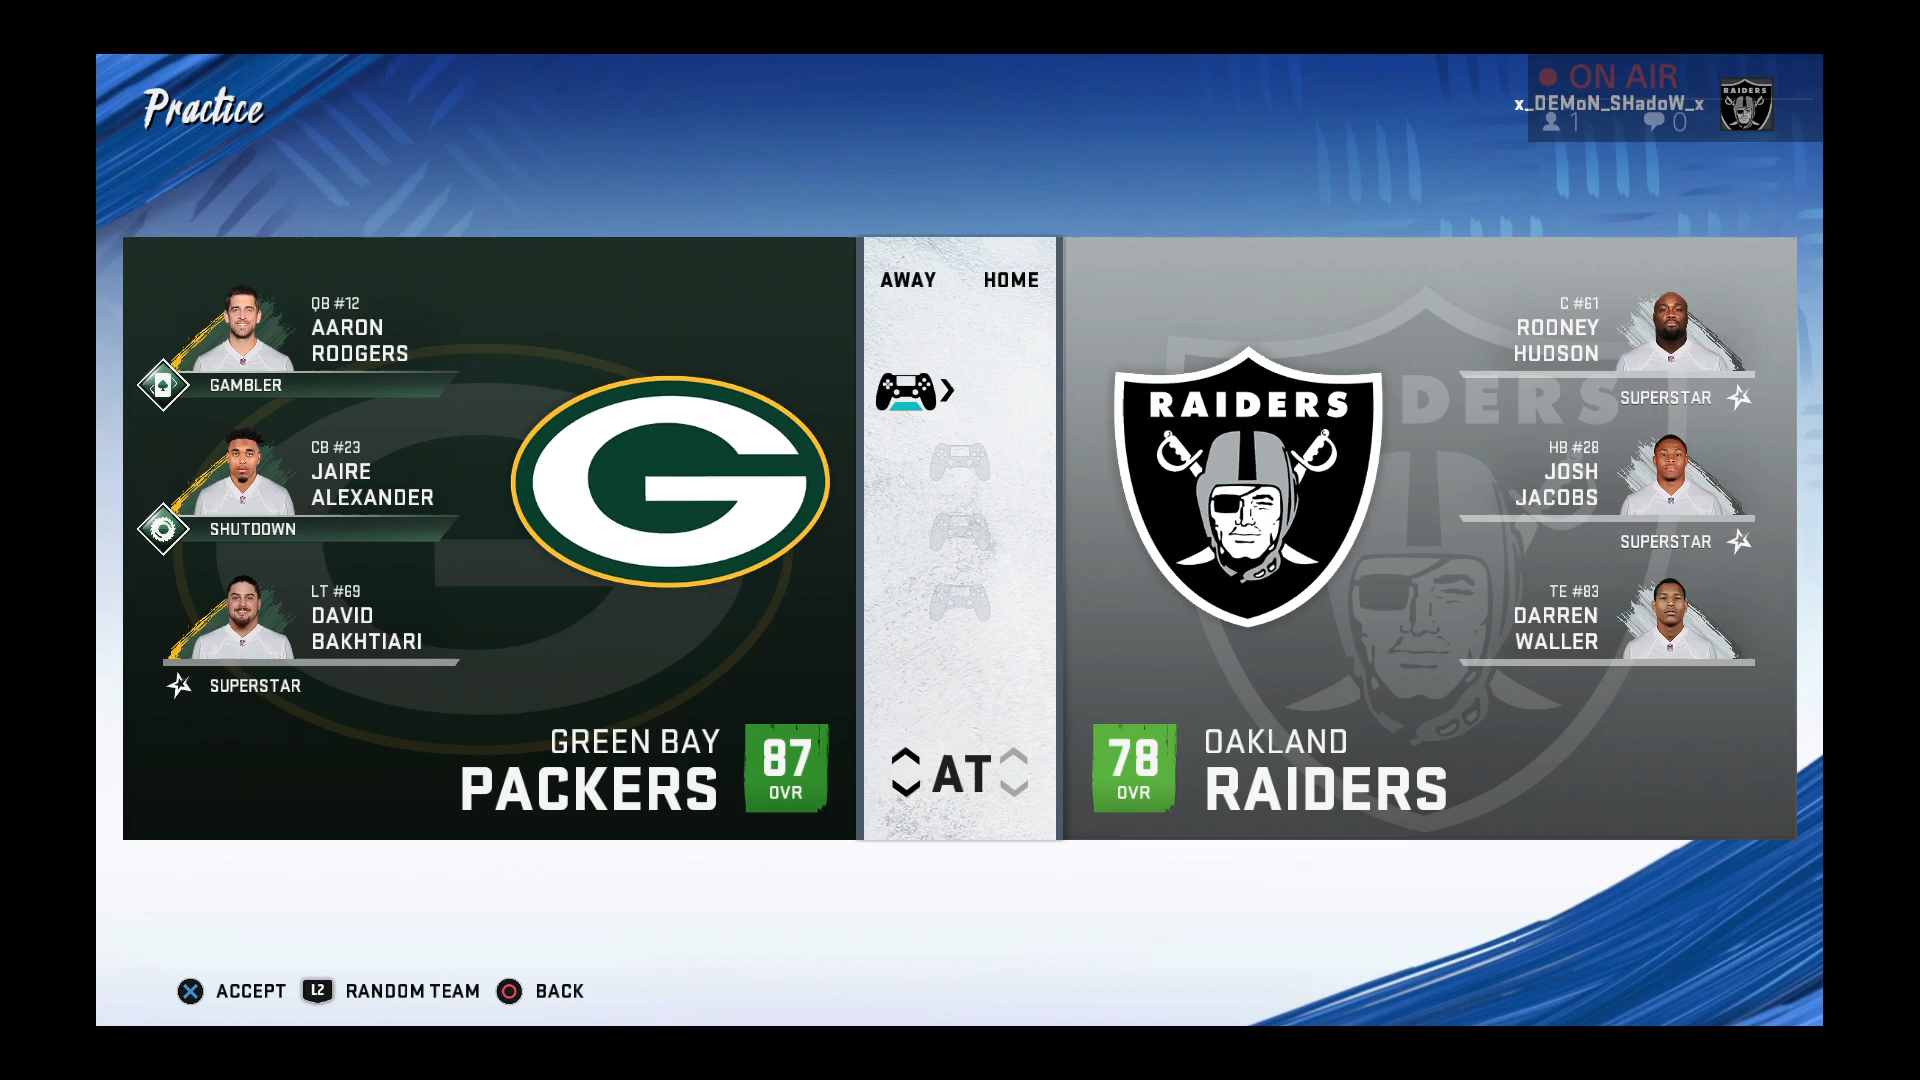 Practice
ON AIR
x_DEMoN_SHadoW_x
1
0
RAIDERS
AWAY HOME
QB #12
AARON
RODGERS
GAMBLER
CB #23
JAIRE
ALEXANDER
SHUTDOWN
LT #69
DAVID
BAKHTIARI
SUPERSTAR
G
GREEN BAY
PACKERS
87
OVR
AT
RAIDERS
RAIDERS
C #61
RODNEY
HUDSON
SUPERSTAR
HB #28
JOSH
JACOBS
SUPERSTAR
TE #83
DARREN
WALLER
78
OVR
OAKLAND
RAIDERS
ACCEPT L2 RANDOM TEAM BACK